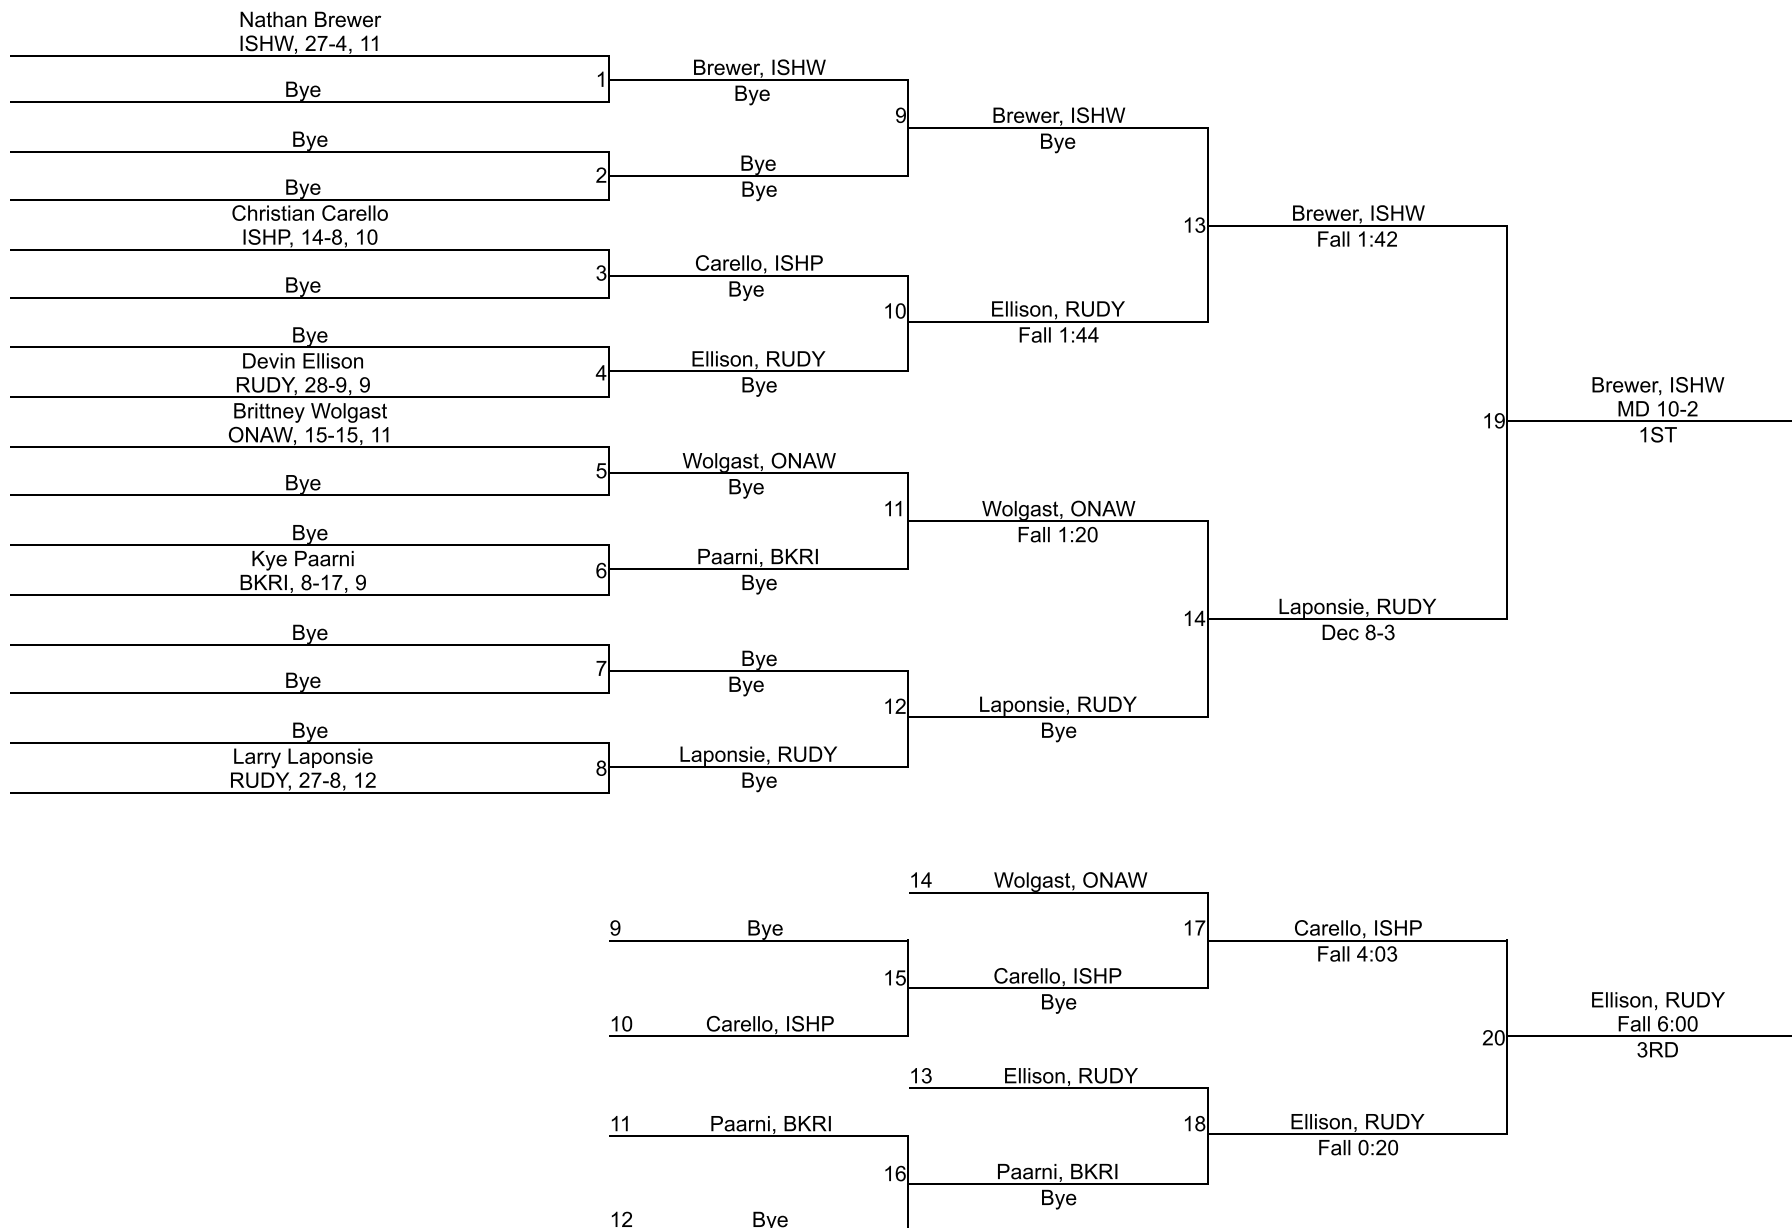 Nathan Brewer
ISHW, 27-4, 11
Bye
1
Brewer, ISHW
Bye
Bye
Bye
2
Bye
Bye
9
Brewer, ISHW
Bye
Christian Carello
ISHP, 14-8, 10
Bye
3
Carello, ISHP
Bye
Bye
Devin Ellison
RUDY, 28-9, 9
4
Ellison, RUDY
Bye
10
Ellison, RUDY
Fall 1:44
13
Brewer, ISHW
Fall 1:42
Brittney Wolgast
ONAW, 15-15, 11
Bye
5
Wolgast, ONAW
Bye
Bye
Kye Paarni
BKRI, 8-17, 9
6
Paarni, BKRI
Bye
11
Wolgast, ONAW
Fall 1:20
Bye
Bye
7
Bye
Bye
Bye
Larry Laponsie
RUDY, 27-8, 12
8
Laponsie, RUDY
Bye
12
Laponsie, RUDY
Bye
14
Laponsie, RUDY
Dec 8-3
19
Brewer, ISHW
MD 10-2
1ST
14
Wolgast, ONAW
9
Bye
10
Carello, ISHP
15
Carello, ISHP
Bye
17
Carello, ISHP
Fall 4:03
13
Ellison, RUDY
11
Paarni, BKRI
12
Bye
16
Paarni, BKRI
Bye
18
Ellison, RUDY
Fall 0:20
20
Ellison, RUDY
Fall 6:00
3RD